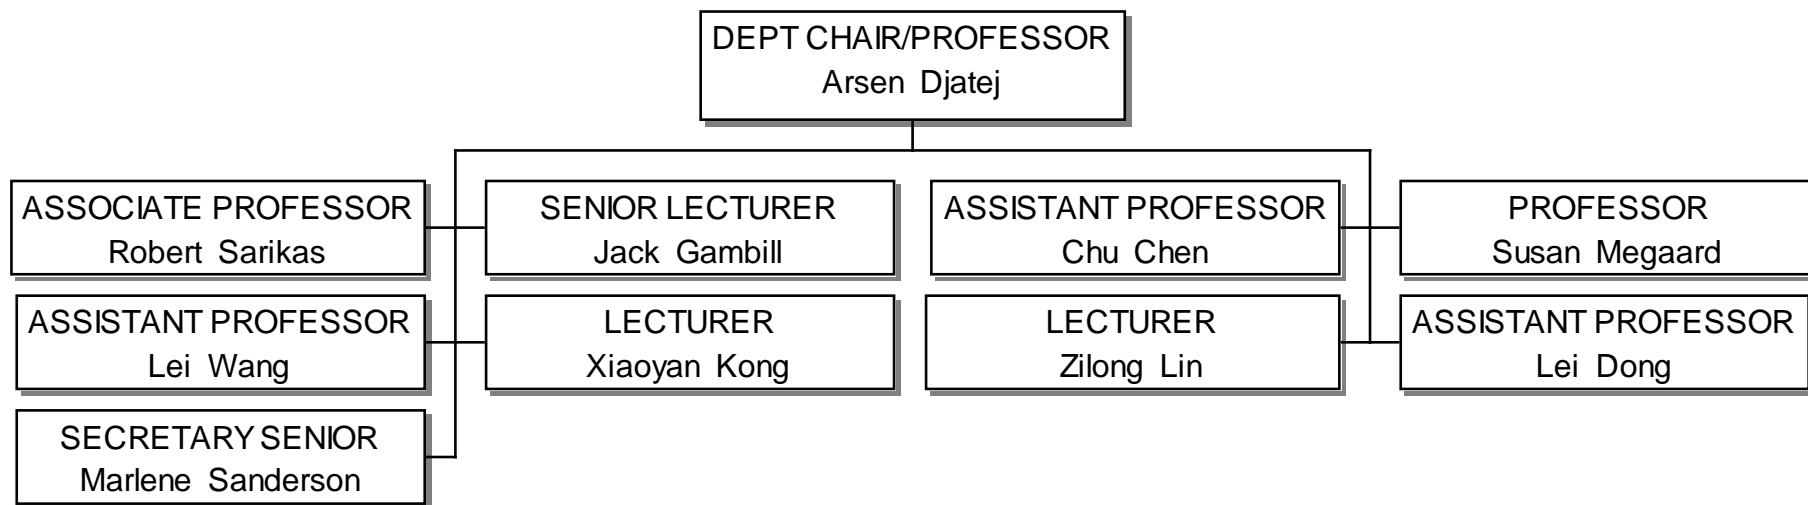 DEPT CHAIR/PROFESSOR
Arsen Djatej
ASSOCIATE PROFESSOR
Robert Sarikas
SENIOR LECTURER
Jack Gambill
ASSISTANT PROFESSOR
Chu Chen
PROFESSOR
Susan Megaard
ASSISTANT PROFESSOR
Lei Wang
LECTURER
Xiaoyan Kong
LECTURER
Zilong Lin
ASSISTANT PROFESSOR
Lei Dong
SECRETARY SENIOR
Marlene Sanderson